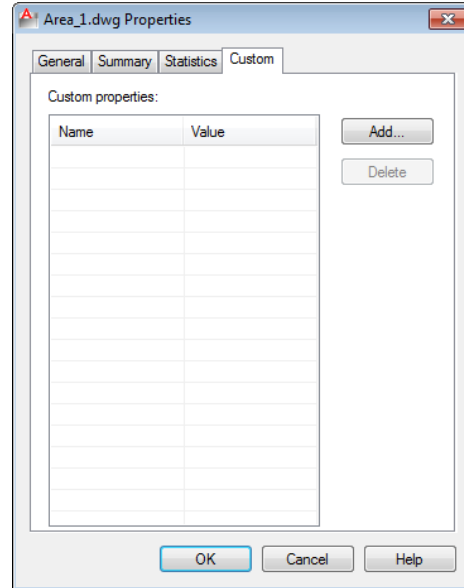 Area_1.dwg Properties
General Summary Statistics Custom
Custom properties:
Name Value Add...
Delete
OK Cancel Help